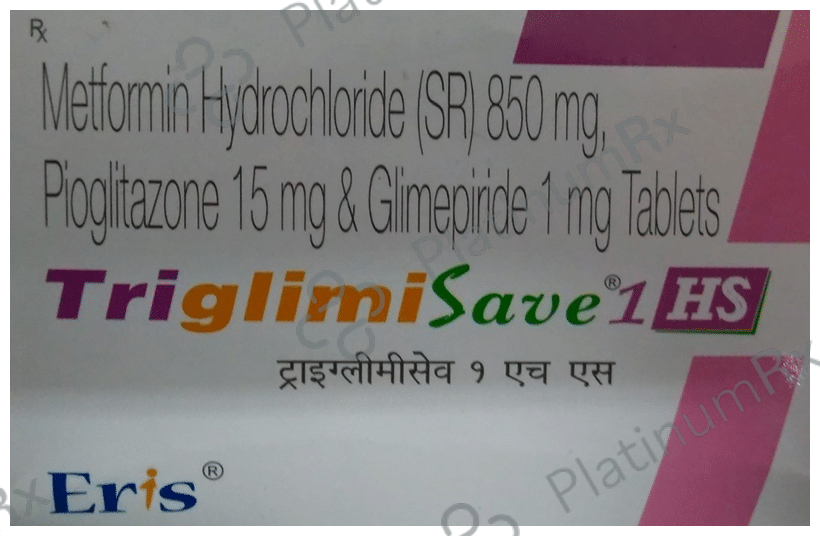 Rx
Metformin Hydrochloride (SR) 850 mg,
Pioglitazone 15 mg & Glimepiride 1 mg Tablets
TriglimiSave®1 HS
ट्राइग्लीमीसेव १ एच एस
Eris®
PlatinumRx
PlatinumRx